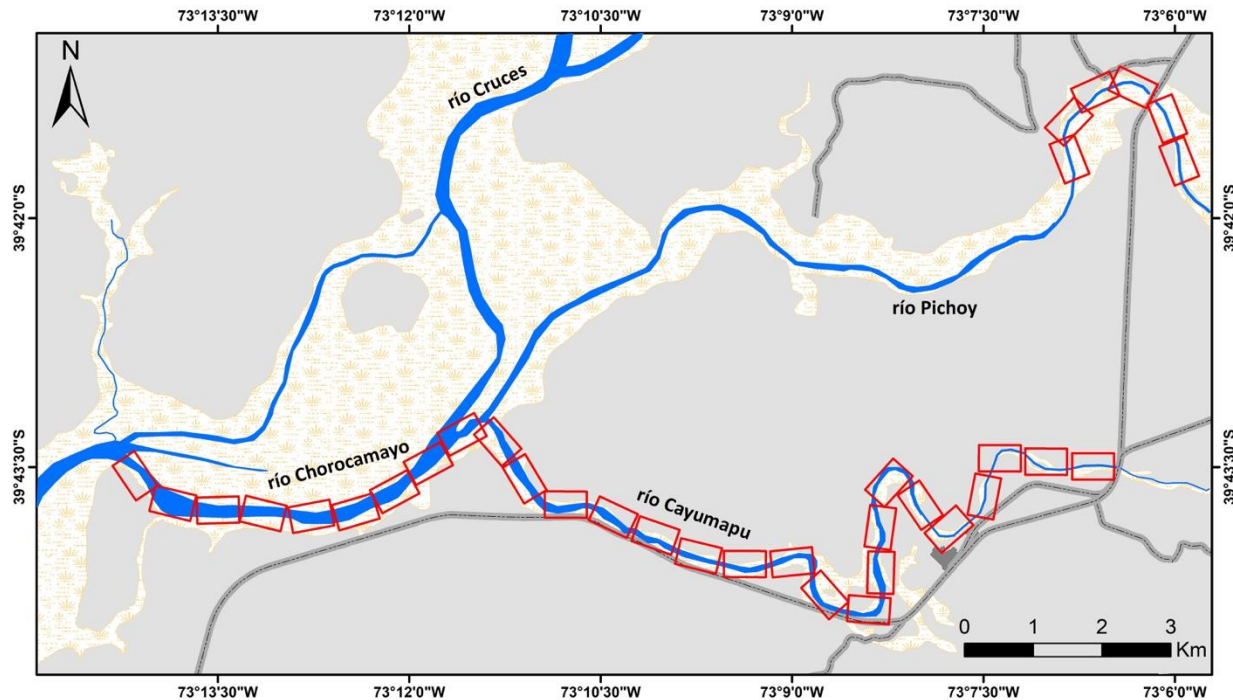 73°13'30"W 73°12'0"W 73°10'30"W 73°9'0"W 73°7'30"W 73°6'0"W
N
río Cruces
39°42'0"S 39°42'0"S
río Pichoy
río Chorocamayo
39°43'30"S 39°43'30"S
río Cayumapu
0 1 2 3
Km
73°13'30"W 73°12'0"W 73°10'30"W 73°9'0"W 73°7'30"W 73°6'0"W